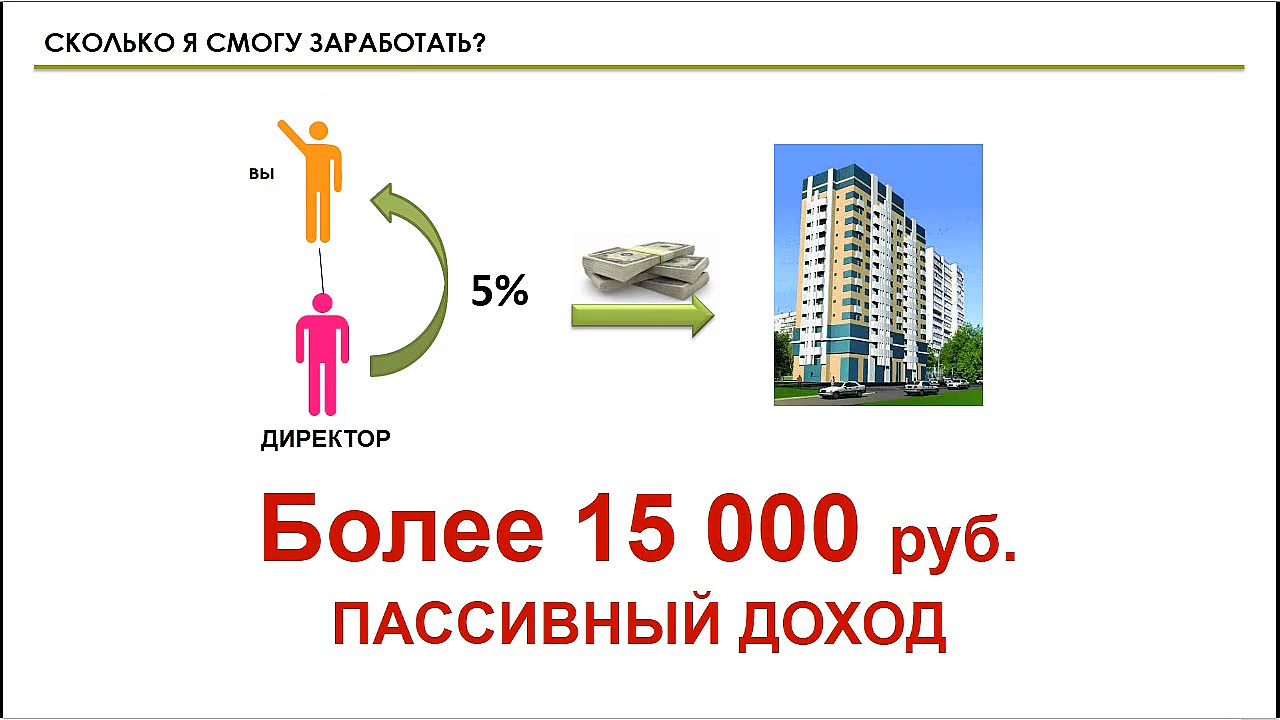 СКОЛЬКО Я СМОГУ ЗАРАБОТАТЬ?
ВЫ
5%
ДИРЕКТОР
Более 15 000 руб.
ПАССИВНЫЙ ДОХОД